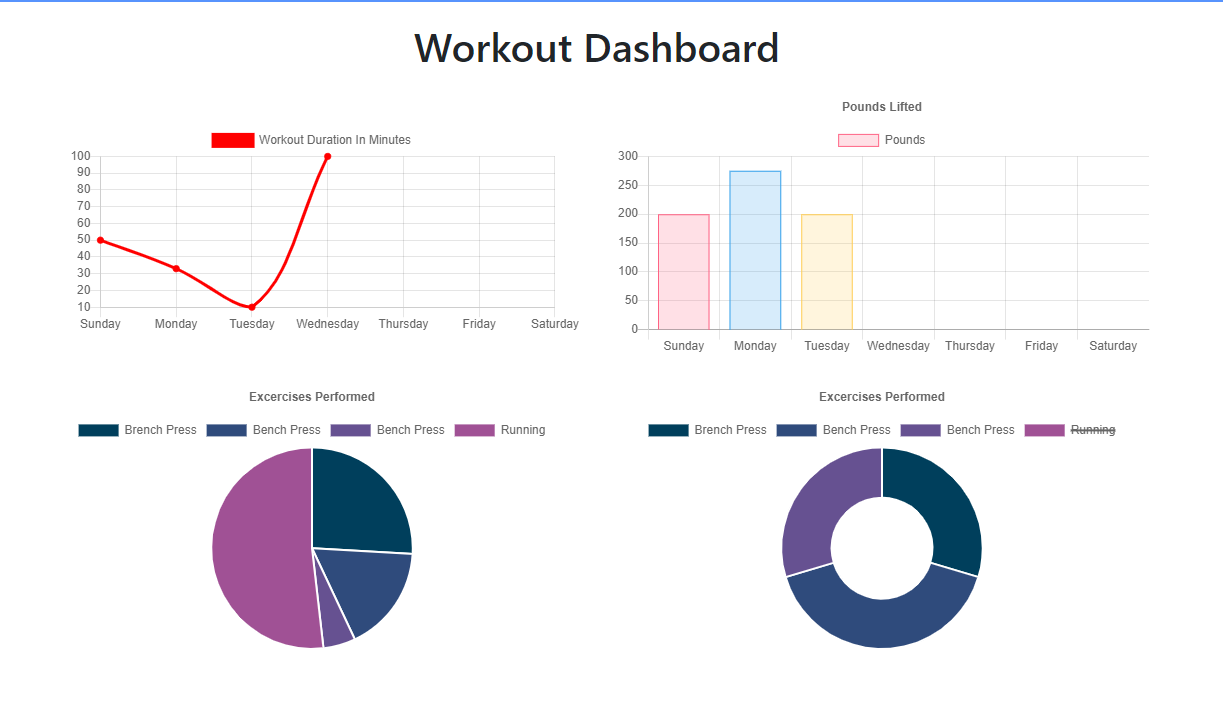 Workout Dashboard
Workout Duration In Minutes
100
90
80
70
60
50
40
30
20
10
Sunday Monday Tuesday Wednesday Thursday Friday Saturday
Pounds Lifted
Pounds
300
250
200
150
100
50
0
Sunday Monday Tuesday Wednesday Thursday Friday Saturday
Excercises Performed
Brench Press Bench Press Bench Press Running
Excercises Performed
Brench Press Bench Press Bench Press Running